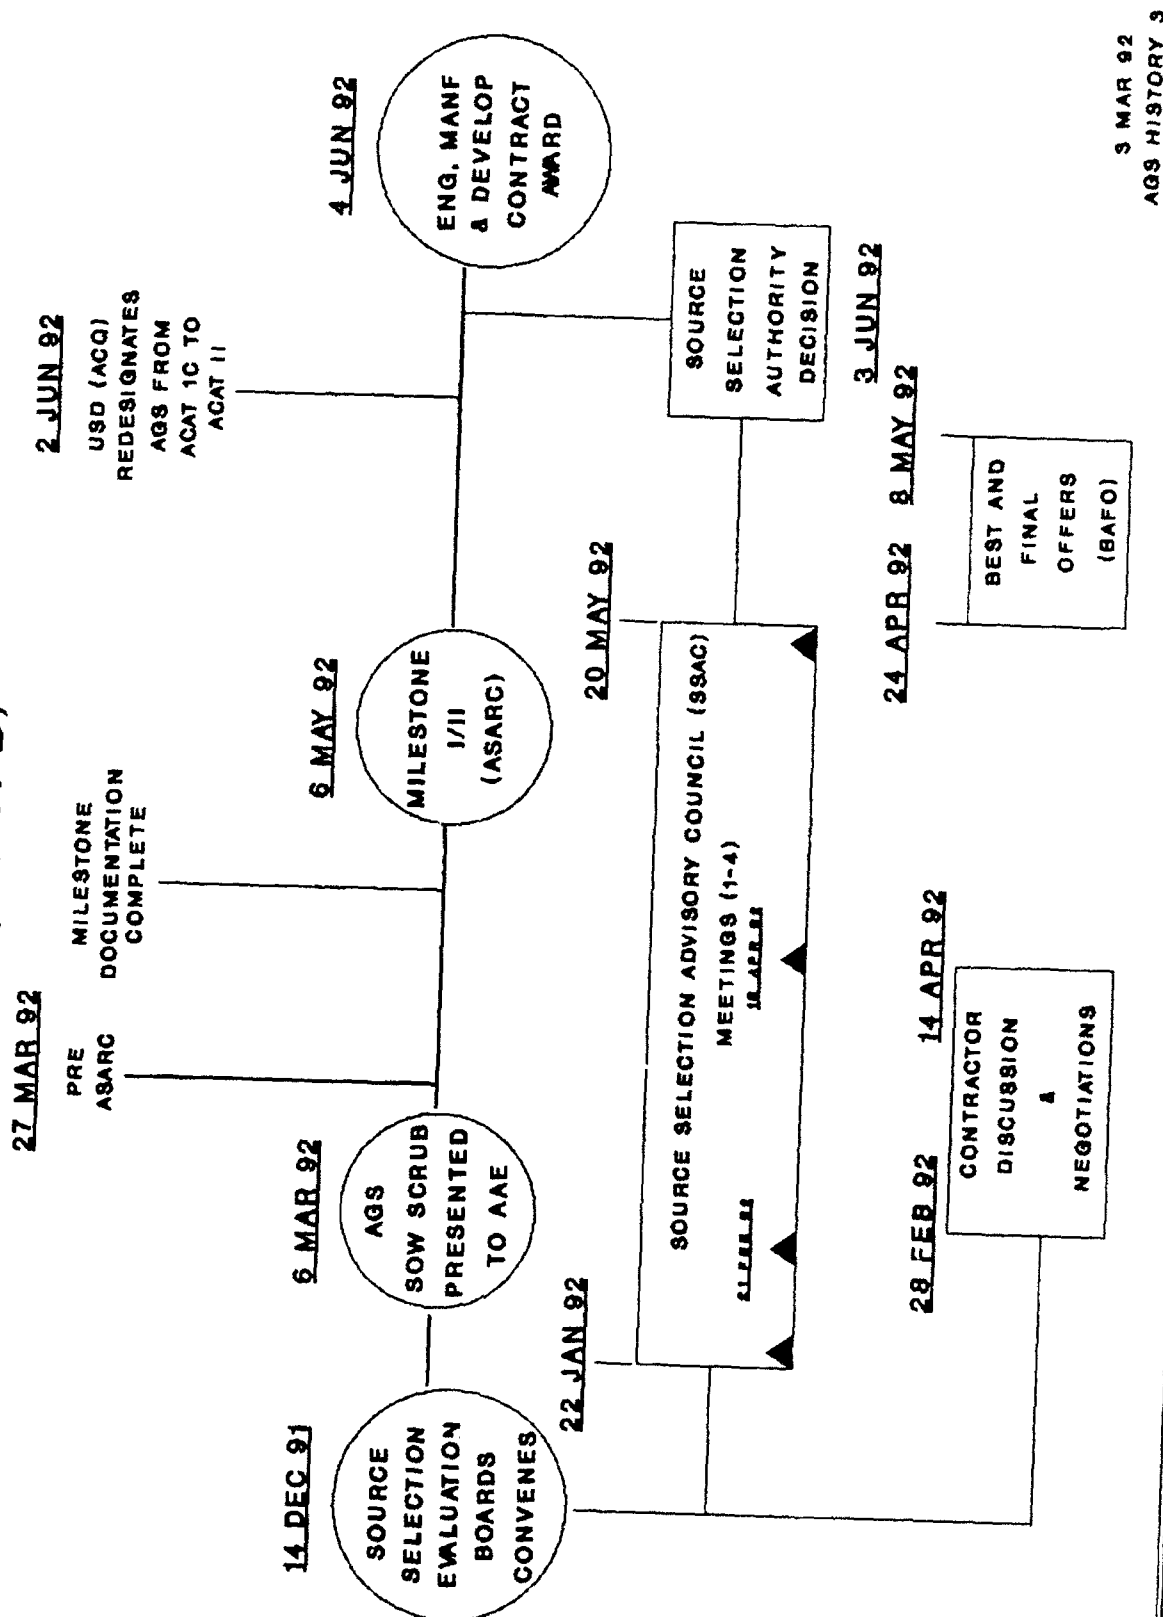 27 MAR 92
PRE
ASARC
MILESTONE
DOCUMENTATION
COMPLETE
2 JUN 92
USD (ACQ)
REDESIGNATES
AGS FROM
ACAT 1C TO
ACAT II
14 DEC 91
SOURCE
SELECTION
EVALUATION
BOARDS
CONVENES
6 MAR 92
AGS
SOW SCRUB
PRESENTED
TO AAE
6 MAY 92
MILESTONE
I/II
(ASARC)
4 JUN 92
ENG, MANF
& DEVELOP
CONTRACT
AWARD
22 JAN 92
20 MAY 92
SOURCE SELECTION ADVISORY COUNCIL (SSAC)
MEETINGS (1-4)
21 FEB 92
APR 92
SOURCE
SELECTION
AUTHORITY
DECISION
3 JUN 92
28 FEB 92
14 APR 92
CONTRACTOR
DISCUSSION
&
NEGOTIATIONS
24 APR 92
8 MAY 92
BEST AND
FINAL
OFFERS
(BAFO)
3 MAR 92
AGS HISTORY 3